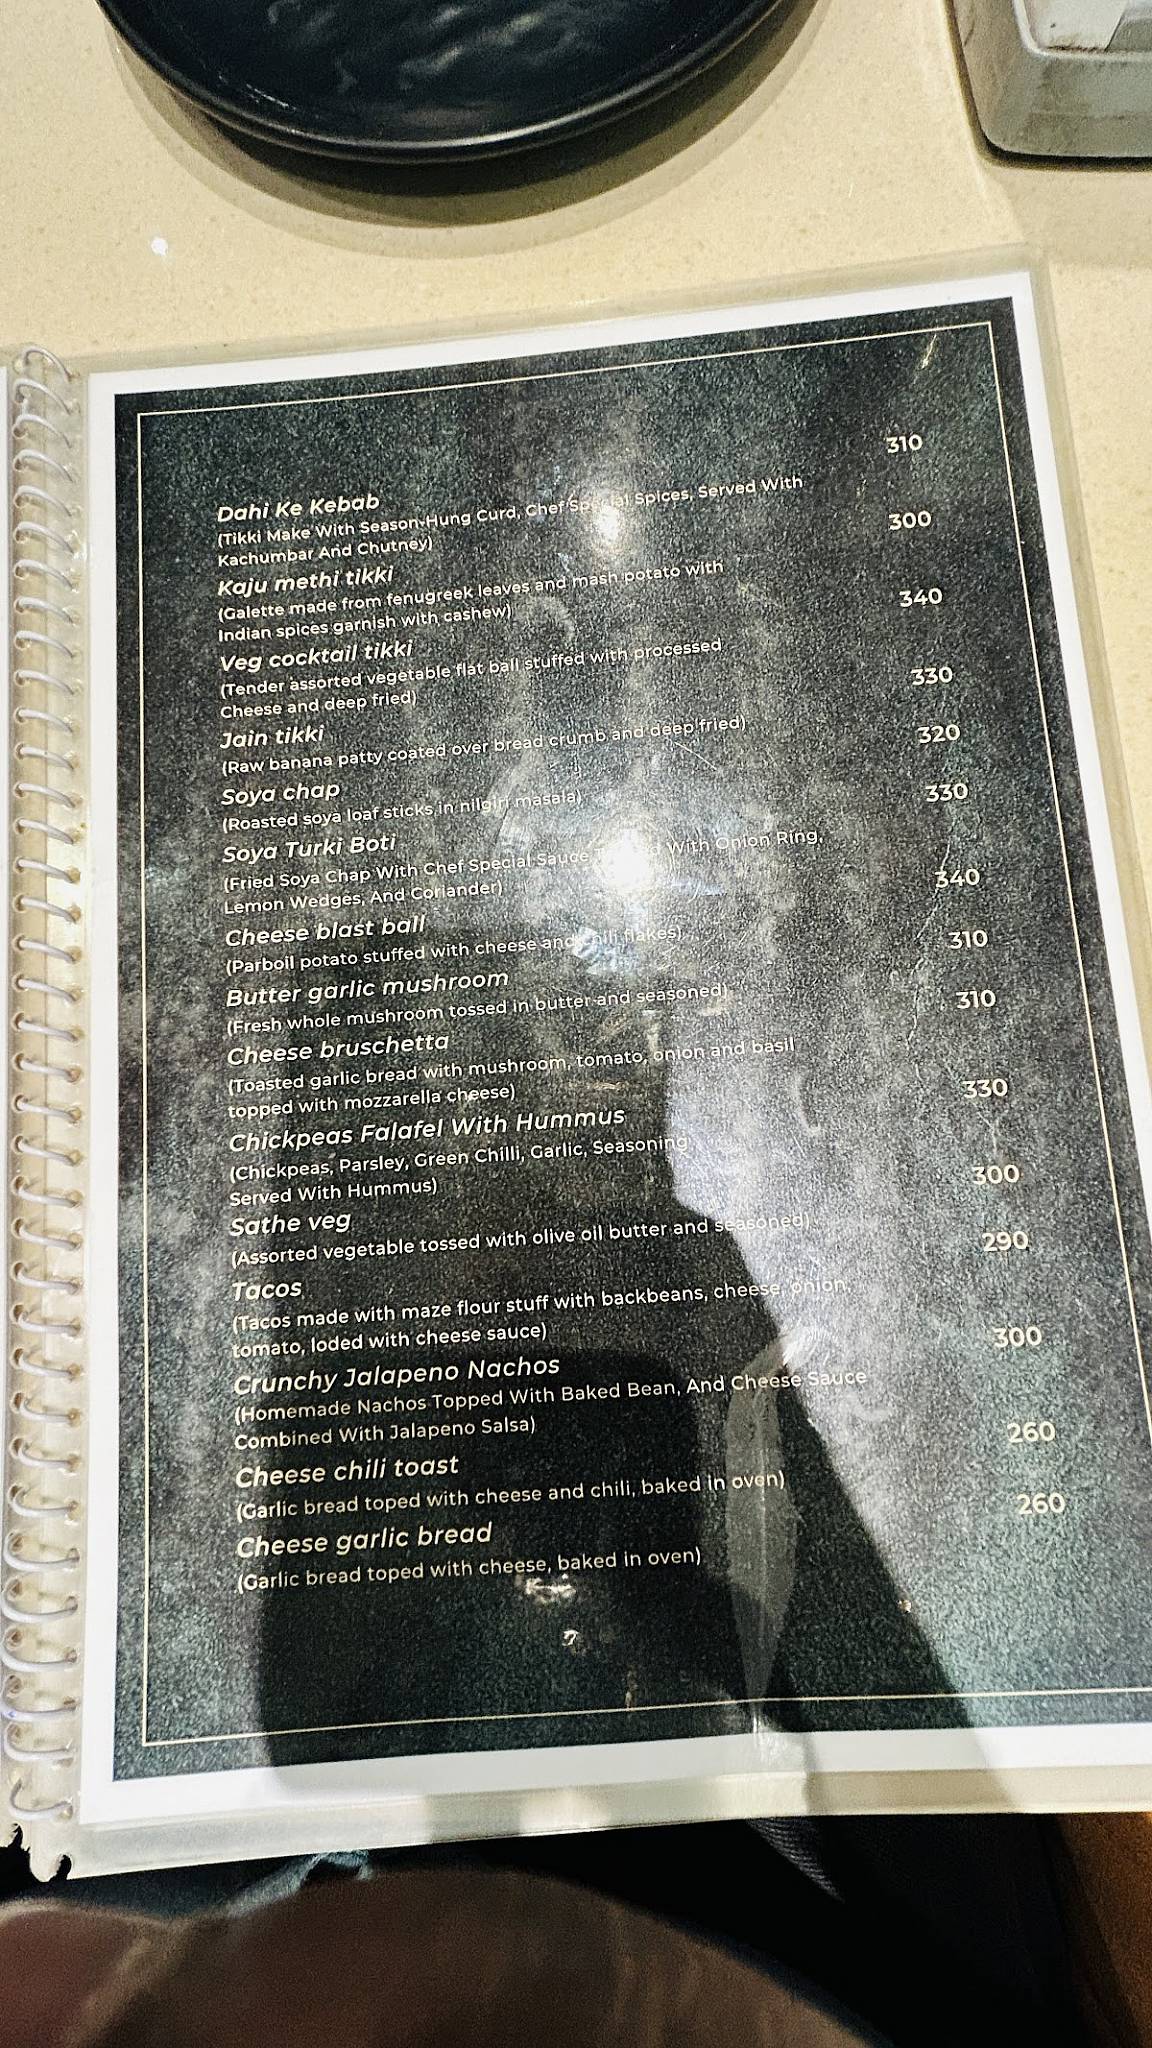 Dahi Ke Kebab 310
(Tikki Make With Season Hung Curd, Chef Special Spices, Served With
Kachumbar And Chutney)
Kaju methi tikki 300
(Galette made from fenugreek leaves and mash potato with
Indian spices garnish with cashew)
Veg cocktail tikki 340
(Tender assorted vegetable flat ball stuffed with processed
Cheese and deep fried)
Jain tikki 330
(Raw banana patty coated over bread crumb and deep fried)
Soya chap 320
(Roasted soya loaf sticks in nilgiri masala)
Soya Turki Boti 330
(Fried Soya Chap With Chef Special Sauce, With Onion Ring,
Lemon Wedges, And Coriander)
Cheese blast ball 340
(Parboil potato stuffed with cheese and chili flakes)
Butter garlic mushroom 310
(Fresh whole mushroom tossed in butter and seasoned)
Cheese bruschetta 310
(Toasted garlic bread with mushroom, tomato, onion and basil
topped with mozzarella cheese)
Chickpeas Falafel With Hummus 330
(Chickpeas, Parsley, Green Chilli, Garlic, Seasoning
Served With Hummus)
Sathe veg 300
(Assorted vegetable tossed with olive oil butter and seasoned)
Tacos 290
(Tacos made with maze flour stuff with backbeans, cheese, onion,
tomato, loded with cheese sauce)
Crunchy Jalapeno Nachos 300
(Homemade Nachos Topped With Baked Bean, And Cheese Sauce
Combined With Jalapeno Salsa)
Cheese chili toast 260
(Garlic bread toped with cheese and chili, baked in oven)
Cheese garlic bread 260
(Garlic bread toped with cheese, baked in oven)